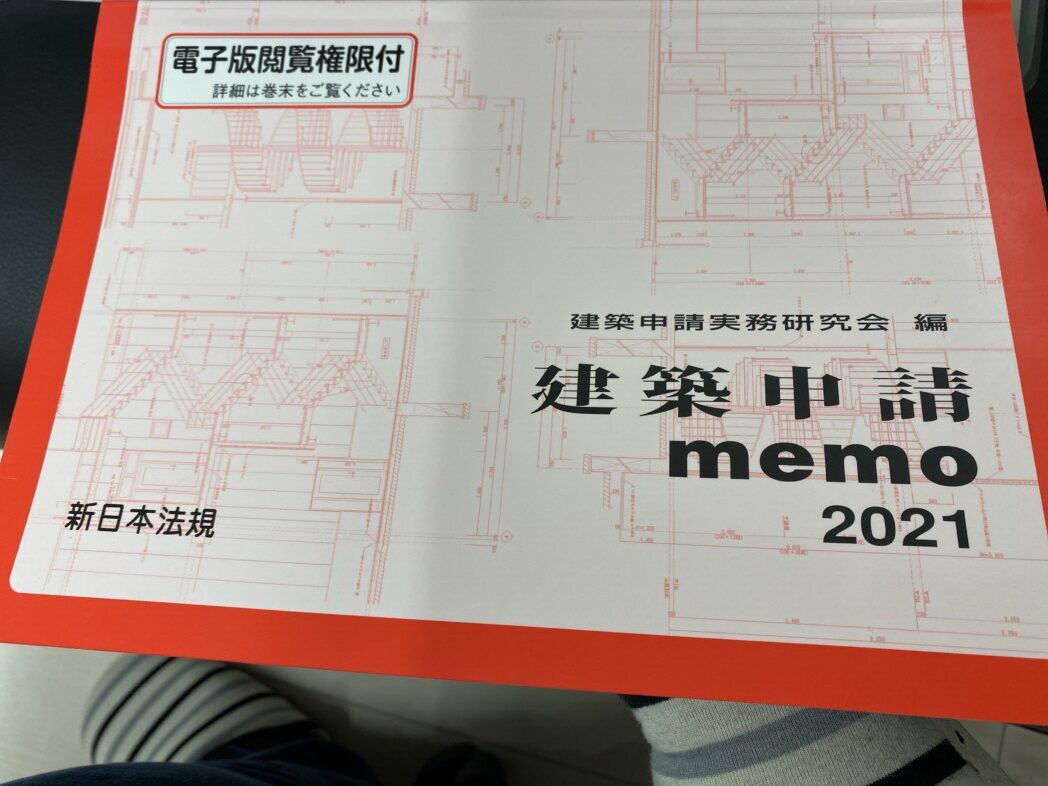 電子版閲覧権限付
詳細は巻末をご覧ください
建築申請実務研究会 編
建築申請
memo
2021
新日本法規